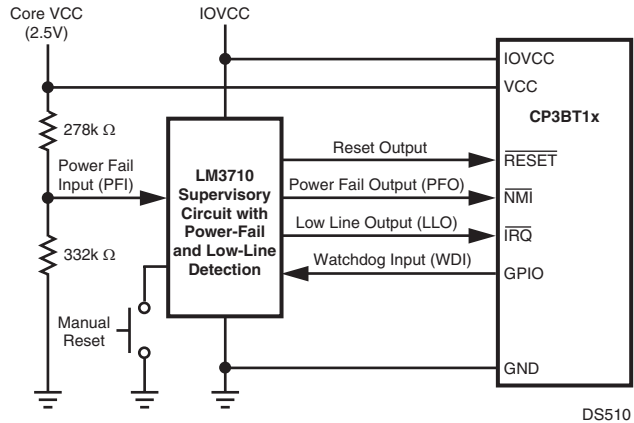 Core VCC
(2.5V)
IOVCC
278k Ω
Power Fail
Input (PFI)
332k Ω
Manual
Reset
LM3710
Supervisory
Circuit with
Power-Fail
and Low-Line
Detection
Reset Output
Power Fail Output (PFO)
Low Line Output (LLO)
Watchdog Input (WDI)
IOVCC
VCC
CP3BT1x
RESET
NMI
IRQ
GPIO
GND
DS510